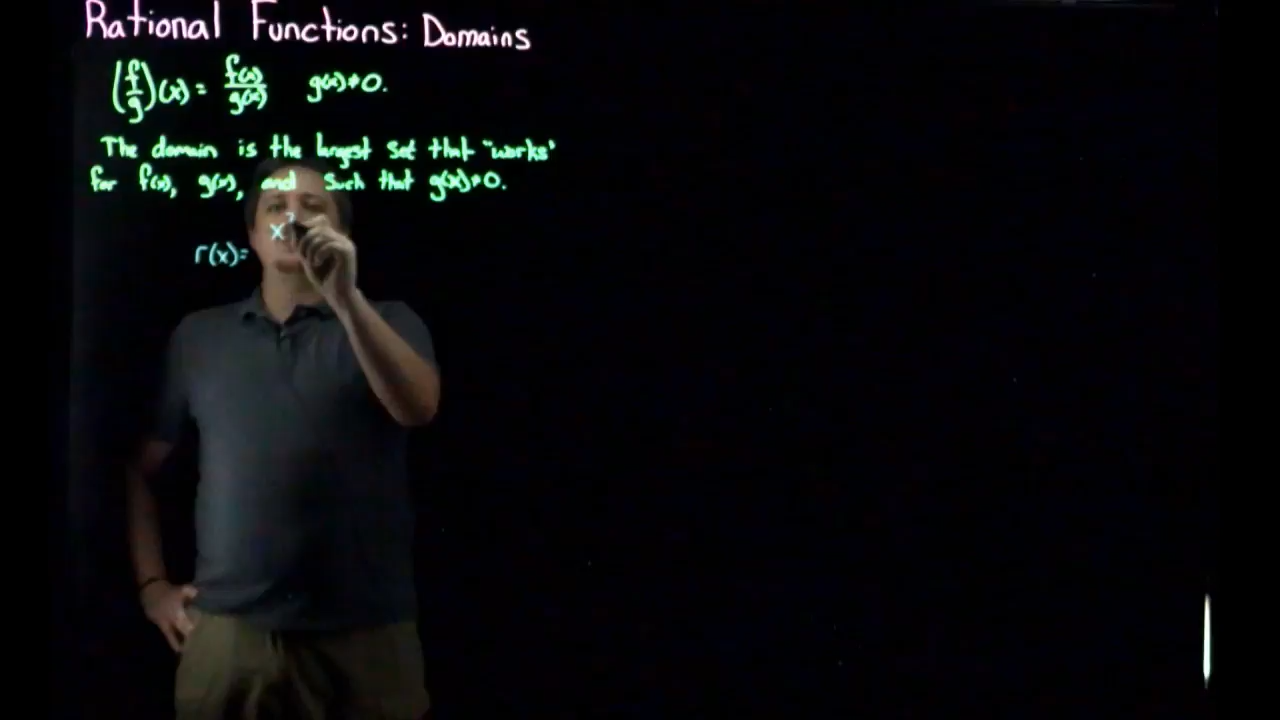 Rational Functions: Domains
(f/g)(x) = f(x)/g(x) g(x)≠0.
The domain is the largest set that "works"
for f(x), g(x), and such that g(x)≠0.
r(x)= x